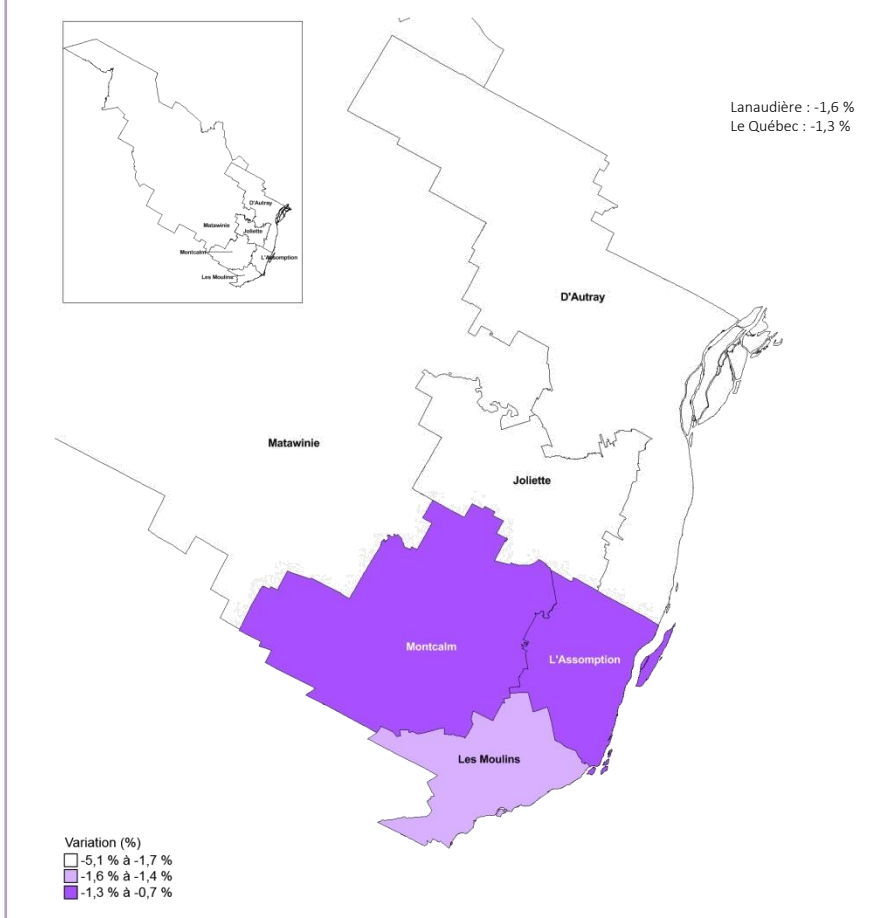 Lanaudière : -1,6 %
Le Québec : -1,3 %
D'Autray
Matawinie
Joliette
Montcalm
L'Assomption
Les Moulins
D'Autray
Matawinie
Joliette
Montcalm
L'Assomption
Les Moulins
Variation (%)
-5,1 % à -1,7 %
-1,6 % à -1,4 %
-1,3 % à -0,7 %